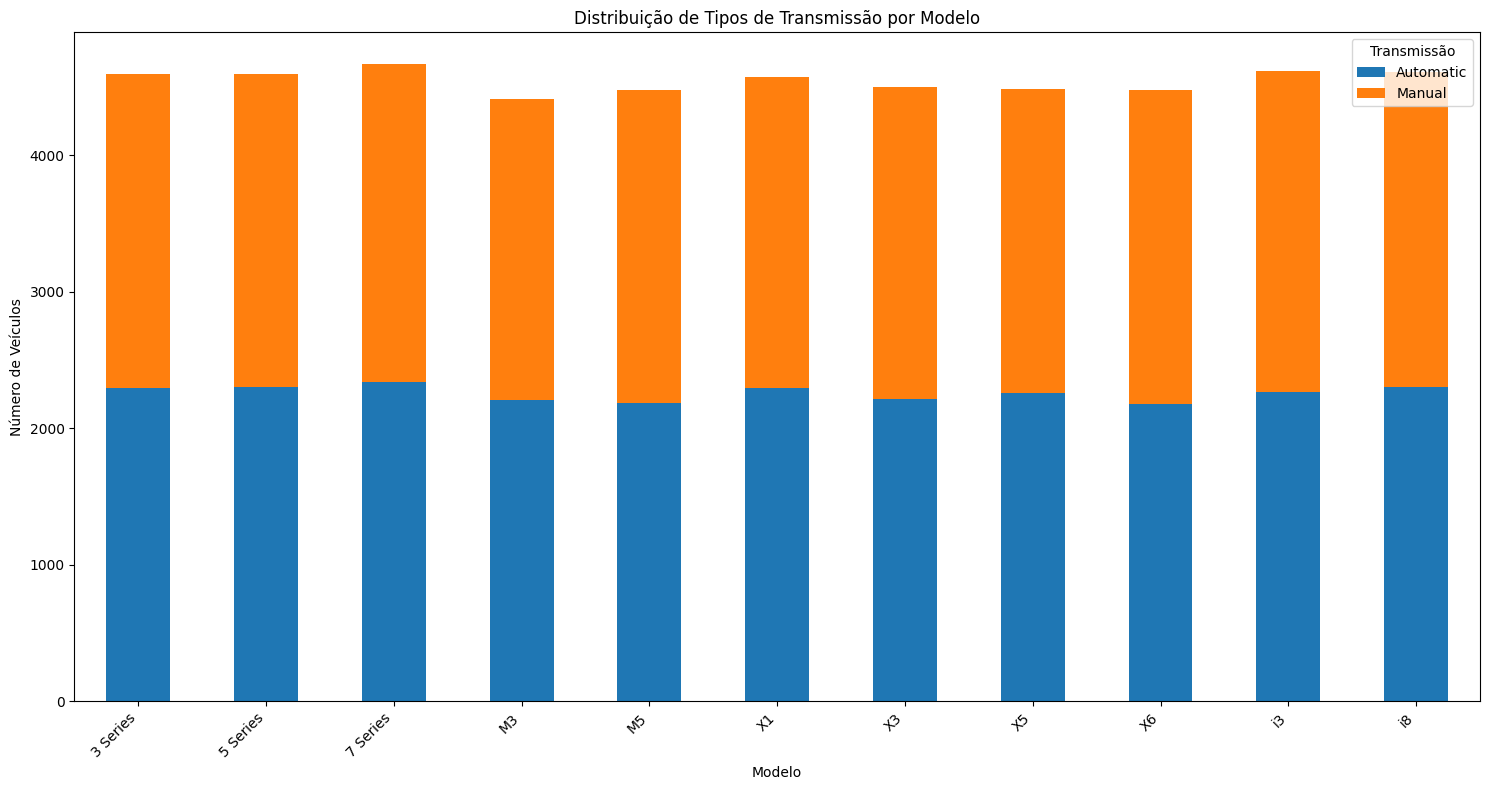 Distribuição de Tipos de Transmissão por Modelo
Transmissão
Automatic
Manual
Número de Veículos
4000
3000
2000
1000
0
3 Series
5 Series
7 Series
M3
M5
X1
X3
X5
X6
i3
i8
Modelo